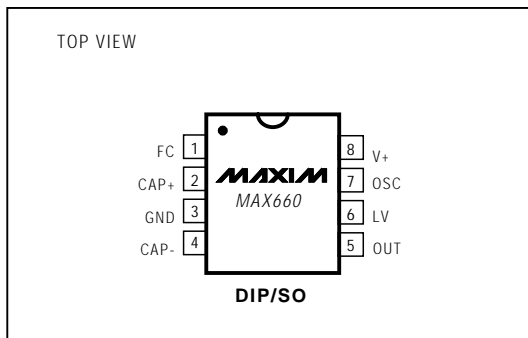 TOP VIEW
FC 1
CAP+ 2
GND 3
CAP- 4
MAXIM
MAX660
8 V+
7 OSC
6 LV
5 OUT
DIP/SO